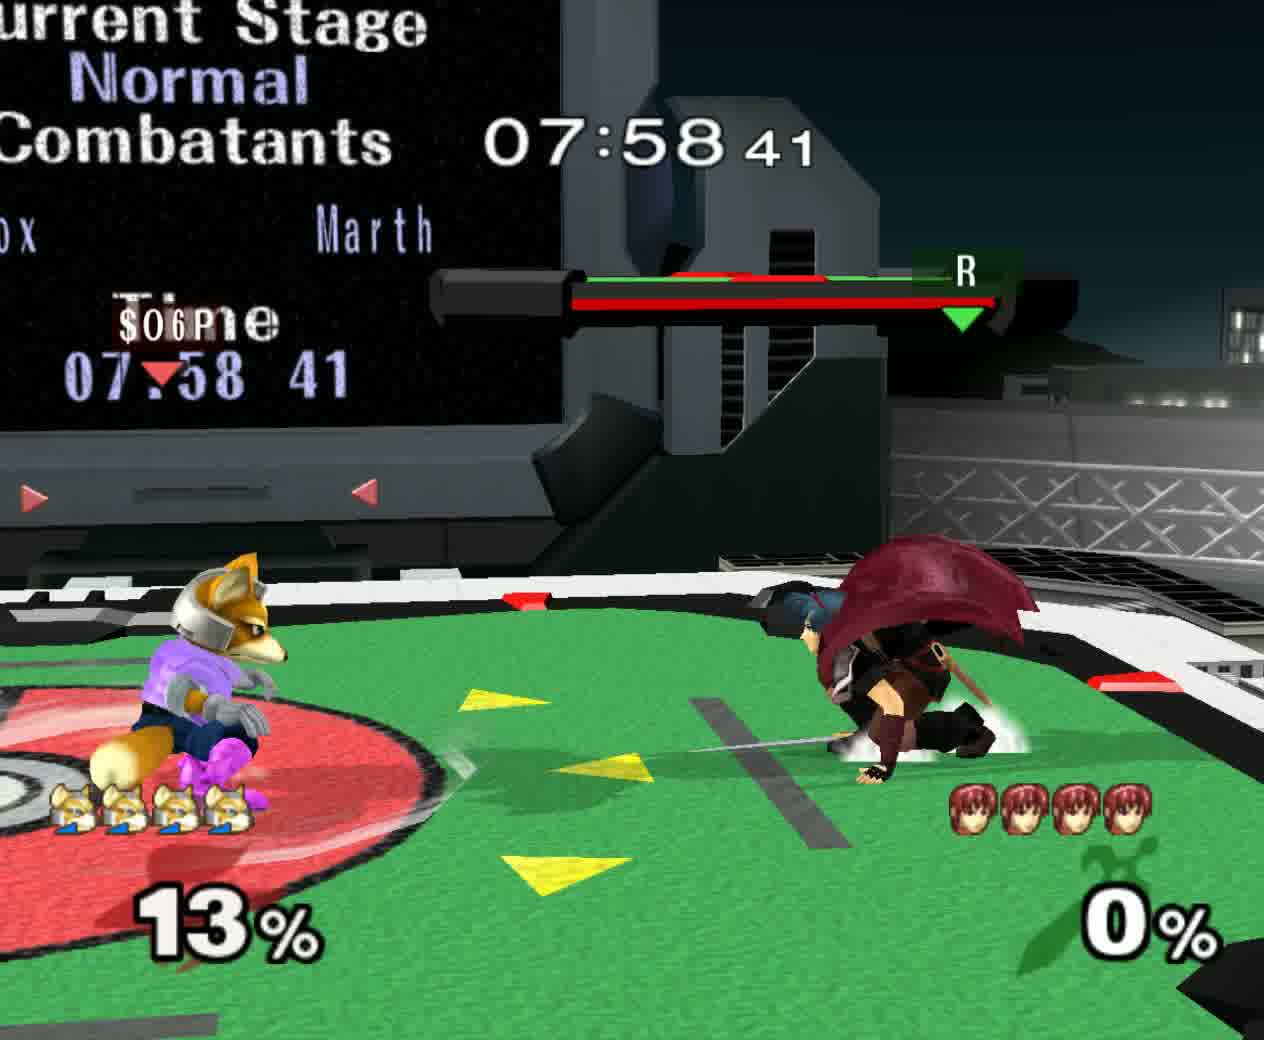 urrent Stage
Normal
Combatants
07:58 41
ox Marth
R
Time
$06P
07:58 41
13%
0%